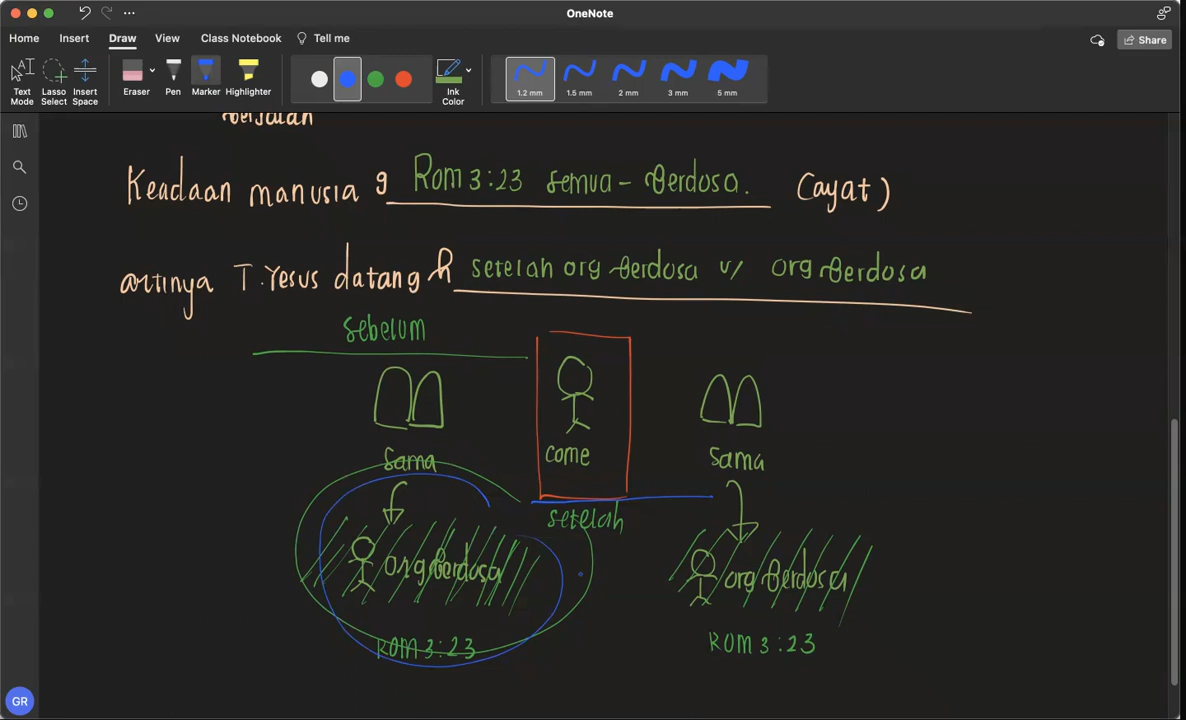 OneNote
Home Insert Draw View Class Notebook Tell me Share
Text Mode Lasso Select Insert Space Eraser Pen Marker Highlighter Ink Color 1.2 mm 1.5 mm 2 mm 3 mm 5 mm
berjalan
Keadaan manusia g Rom 3:23 semua - Berdosa. (ayat)
artinya T. Yesus datang h setelah org Berdosa u/ org Berdosa
sebelum
come
sama sama
setelah
org Berdosa org Berdosa
ROM 3:23 ROM 3:23
GR